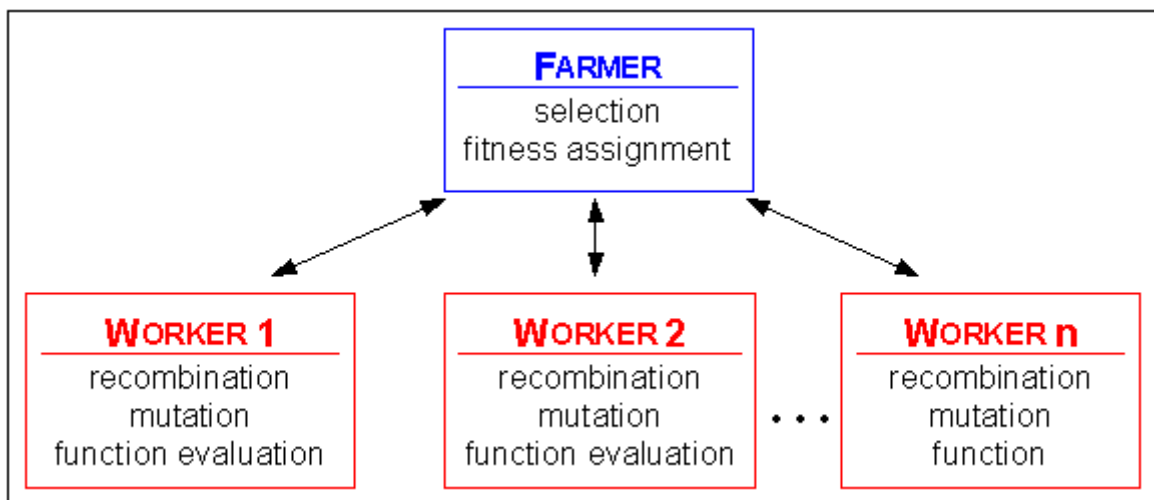 FARMER
selection
fitness assignment
WORKER 1
recombination
mutation
function evaluation
WORKER 2
recombination
mutation
function evaluation
• • •
WORKER n
recombination
mutation
function